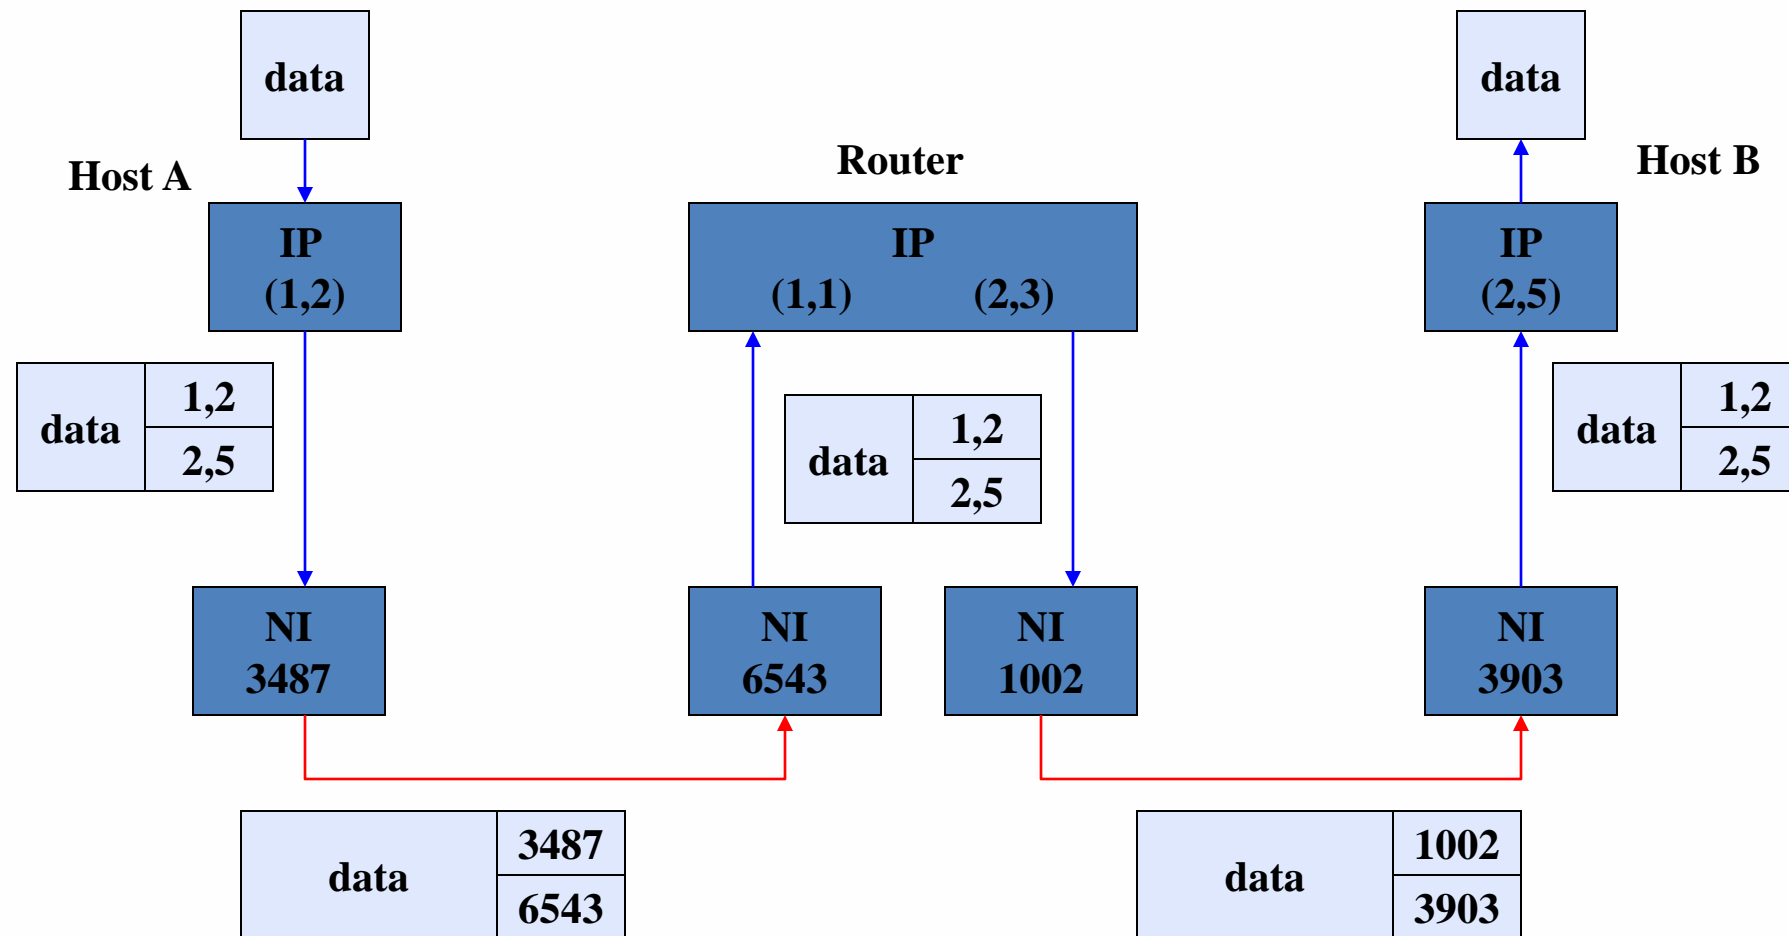 data
data
Host A
Router
Host B
IP
(1,2)
IP
(1,1) (2,3)
IP
(2,5)
data
1,2
2,5
data
1,2
2,5
data
1,2
2,5
NI
3487
NI
6543
NI
1002
NI
3903
data
3487
6543
data
1002
3903